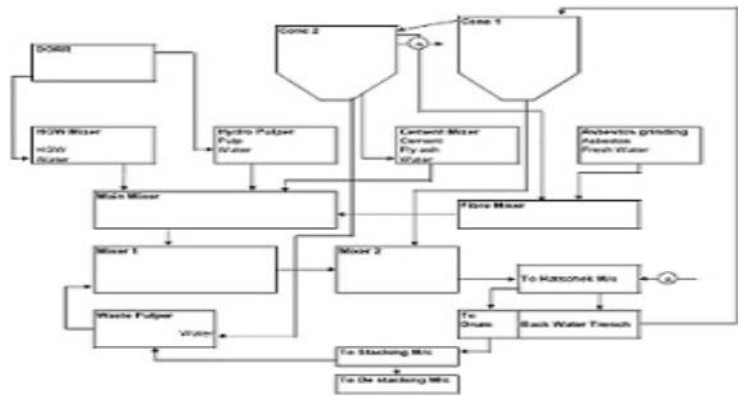 Cone 2
Cone 1
HGW Mixer
HGW
Water
Hydro Pulper
Pulp
Water
Cement Mixer
Cement
Fly ash
Water
Asbestos grinding
Asbestos
Fresh Water
Main Mixer
Fibre Mixer
Mixer 1
Mixer 2
To Hatschek M/c
Waste Pulper
Water
To
Drum
Back Water Trench
To Stacking M/c
To De stacking M/c